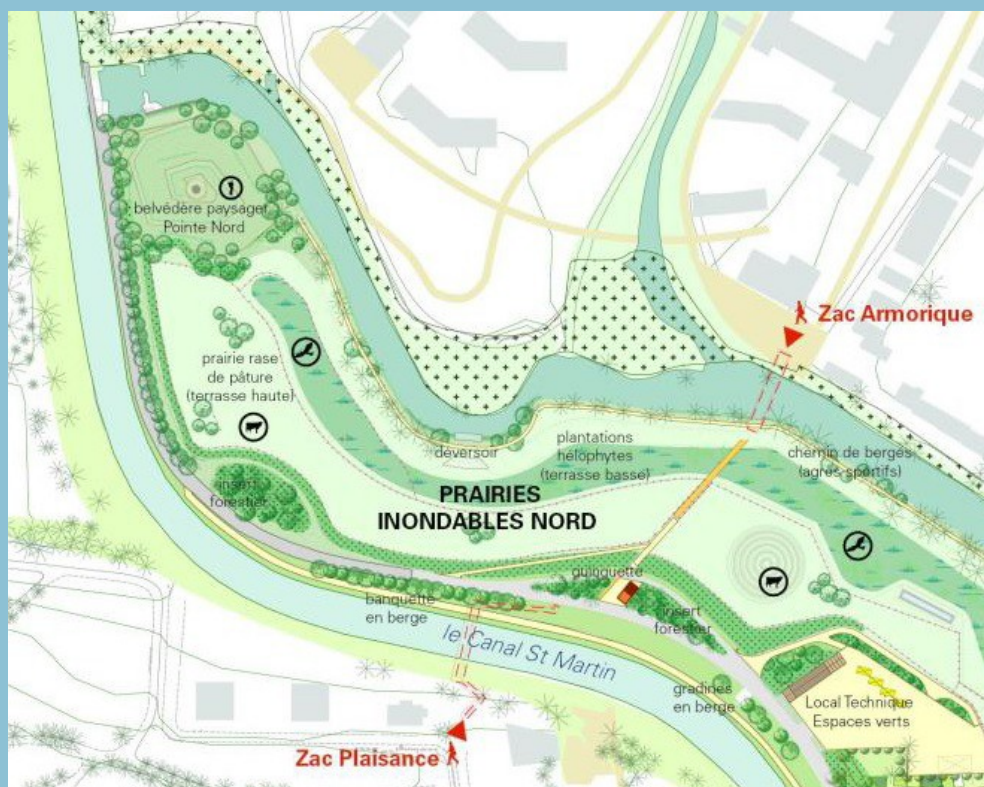 belvédère paysager
Pointe Nord
Zac Armorique
prairie rase
de pâture
(terrasse haute)
déversoir
plantations
hélophytes
(terrasse basse)
chemin de berges
(agrès sportifs)
insert
forestier
PRAIRIES
INONDABLES NORD
guinguette
banquette
en berge
insert
forestier
le Canal St Martin
gradines
en berge
Local Technique
Espaces verts
Zac Plaisance